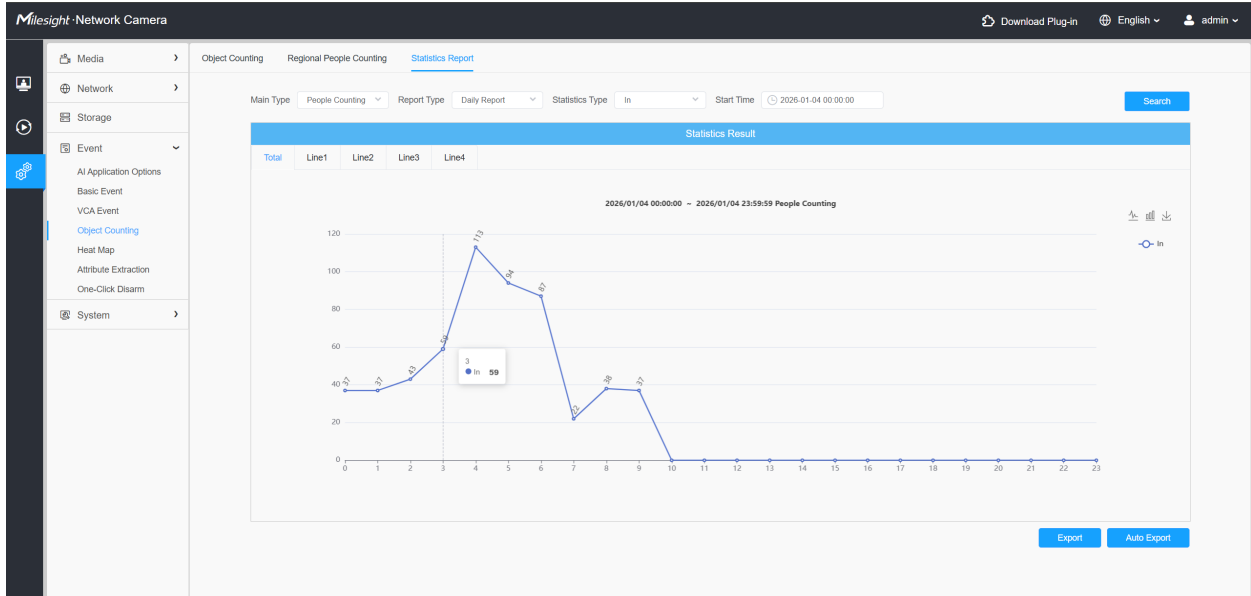 Milesight · Network Camera Download Plug-in English admin
Media
Network
Storage
Event
AI Application Options
Basic Event
VCA Event
Object Counting
Heat Map
Attribute Extraction
One-Click Disarm
System
Object Counting Regional People Counting Statistics Report
Main Type People Counting Report Type Daily Report Statistics Type In Start Time 2026-01-04 00:00:00 Search
Statistics Result
Total Line1 Line2 Line3 Line4
2026/01/04 00:00:00 ~ 2026/01/04 23:59:59 People Counting
In
120
100
80
60
40
20
0
37 37 43 59 113 94 87 22 38 37
3
In 59
0 1 2 3 4 5 6 7 8 9 10 11 12 13 14 15 16 17 18 19 20 21 22 23
Export Auto Export